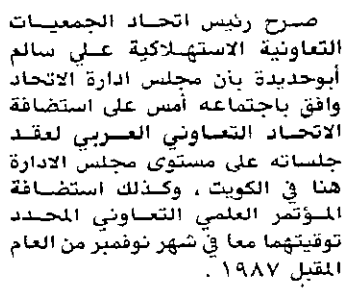 صرح رئيس اتحاد الجمعيات
التعاونية الاستهلاكية علي سالم
أبوحديدة بأن مجلس ادارة الاتحاد
وافق باجتماعه أمس على استضافة
الاتحاد التعاوني العربي لعقد
جلساته على مستوى مجلس الادارة
هنا في الكويت ، وكذلك استضافة
المؤتمر العلمي التعاوني المحدد
توقيتهما معا في شهر نوفمبر من العام
المقبل ١٩٨٧ .